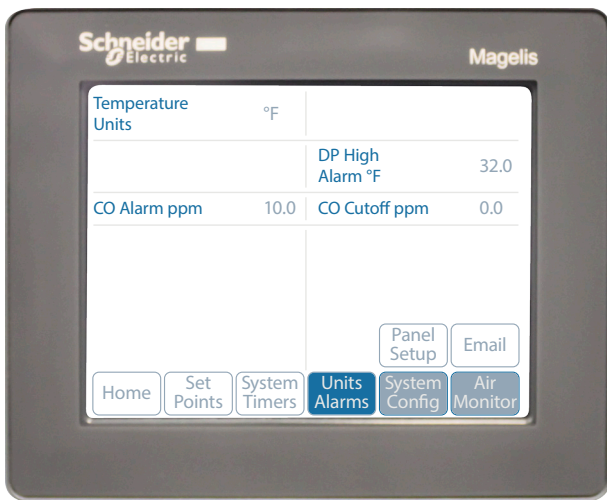 Schneider
Electric
Magelis
Temperature
Units
°F
DP High
Alarm °F
32.0
CO Alarm ppm 10.0 CO Cutoff ppm 0.0
Panel
Setup
Email
Home
Set
Points
System
Timers
Units
Alarms
System
Config
Air
Monitor